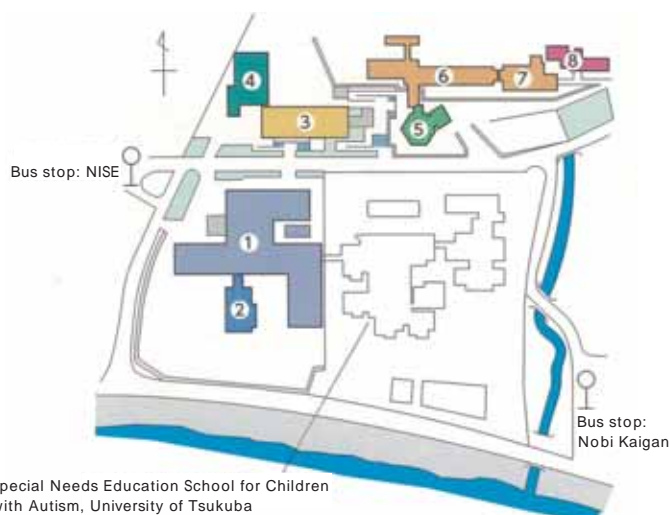 8
6
7
4
3
5
Bus stop: NISE
1
2
Bus stop:
Nobi Kaigan
pecial Needs Education School for Children
with Autism, University of Tsukuba